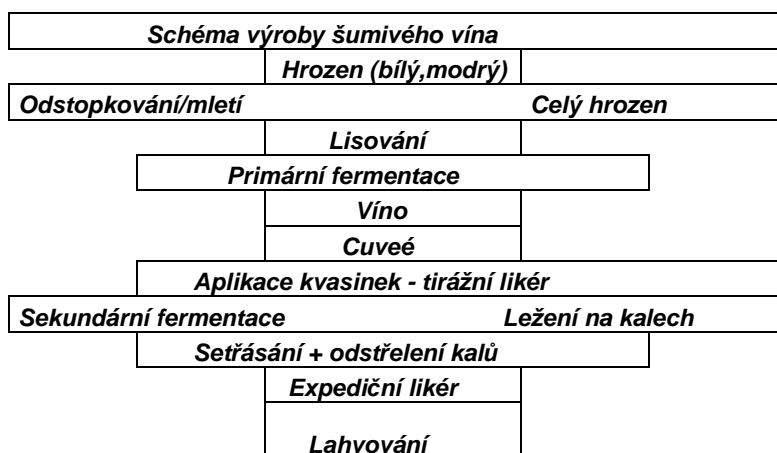 Schéma výroby šumivého vína
Hrozen (bílý,modrý)
Odstopkování/mletí Celý hrozen
Lisování
Primární fermentace
Víno
Cuveé
Aplikace kvasinek - tirážní likér
Sekundární fermentace Ležení na kalech
Setřásání + odstřelení kalů
Expediční likér
Lahvování